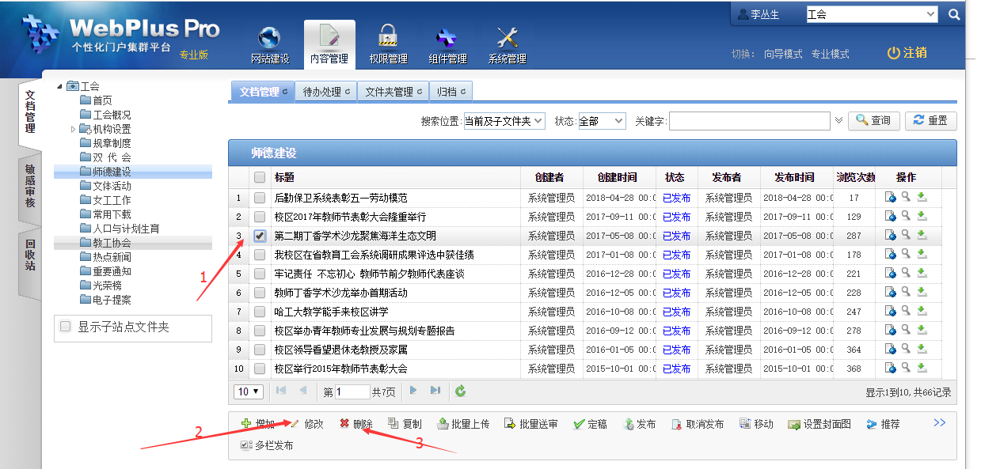 WebPlus Pro
个性化门户集群平台 专业版
网站建设 内容管理 权限管理 组件管理 系统管理
李丛生 工会
切换: 向导模式 专业模式 注销
文档管理
敏感审核
回收站
工会
首页
工会概况
机构设置
规章制度
双 代 会
师德建设
文体活动
女工工作
常用下载
人口与计划生育
教工协会
热点新闻
重要通知
光荣榜
电子提案
显示子站点文件夹
文档管理 待办处理 文件夹管理 归档
搜索位置: 当前及子文件夹 状态: 全部 关键字: 查询 重置
师德建设
标题 创建者 创建时间 状态 发布者 发布时间 浏览次数 操作
1 后勤保卫系统表彰五一劳动模范 系统管理员 2018-04-28 00:0 已发布 系统管理员 2018-04-28 00:0 17
2 校区2017年教师节表彰大会隆重举行 系统管理员 2017-09-11 00:0 已发布 系统管理员 2017-09-11 00:0 129
3 第二期丁香学术沙龙聚焦海洋生态文明 系统管理员 2017-05-08 00:0 已发布 系统管理员 2017-05-08 00:0 287
4 我校区在省教育工会系统调研成果评选中获佳绩 系统管理员 2017-01-08 00:0 已发布 系统管理员 2017-01-08 00:0 178
5 牢记责任 不忘初心 教师节前夕教师代表座谈 系统管理员 2016-12-28 00:0 已发布 系统管理员 2016-12-28 00:0 221
6 教师丁香学术沙龙举办首期活动 系统管理员 2016-12-05 00:0 已发布 系统管理员 2016-12-05 00:0 228
7 哈工大教学能手来校区讲学 系统管理员 2016-10-08 00:0 已发布 系统管理员 2016-10-08 00:0 247
8 校区举办青年教师专业发展与规划专题报告 系统管理员 2016-09-12 00:0 已发布 系统管理员 2016-09-12 00:0 278
9 校区领导看望退休老教授及家属 系统管理员 2016-01-05 00:0 已发布 系统管理员 2016-01-05 00:0 364
10 校区举行2015年教师节表彰大会 系统管理员 2015-10-01 00:0 已发布 系统管理员 2015-10-01 00:0 368
10 第 1 共7页 显示1到10, 共66记录
增加 修改 删除 复制 批量上传 批量送审 定稿 发布 取消发布 移动 设置封面图 推荐 >>
多栏发布
1
2
3